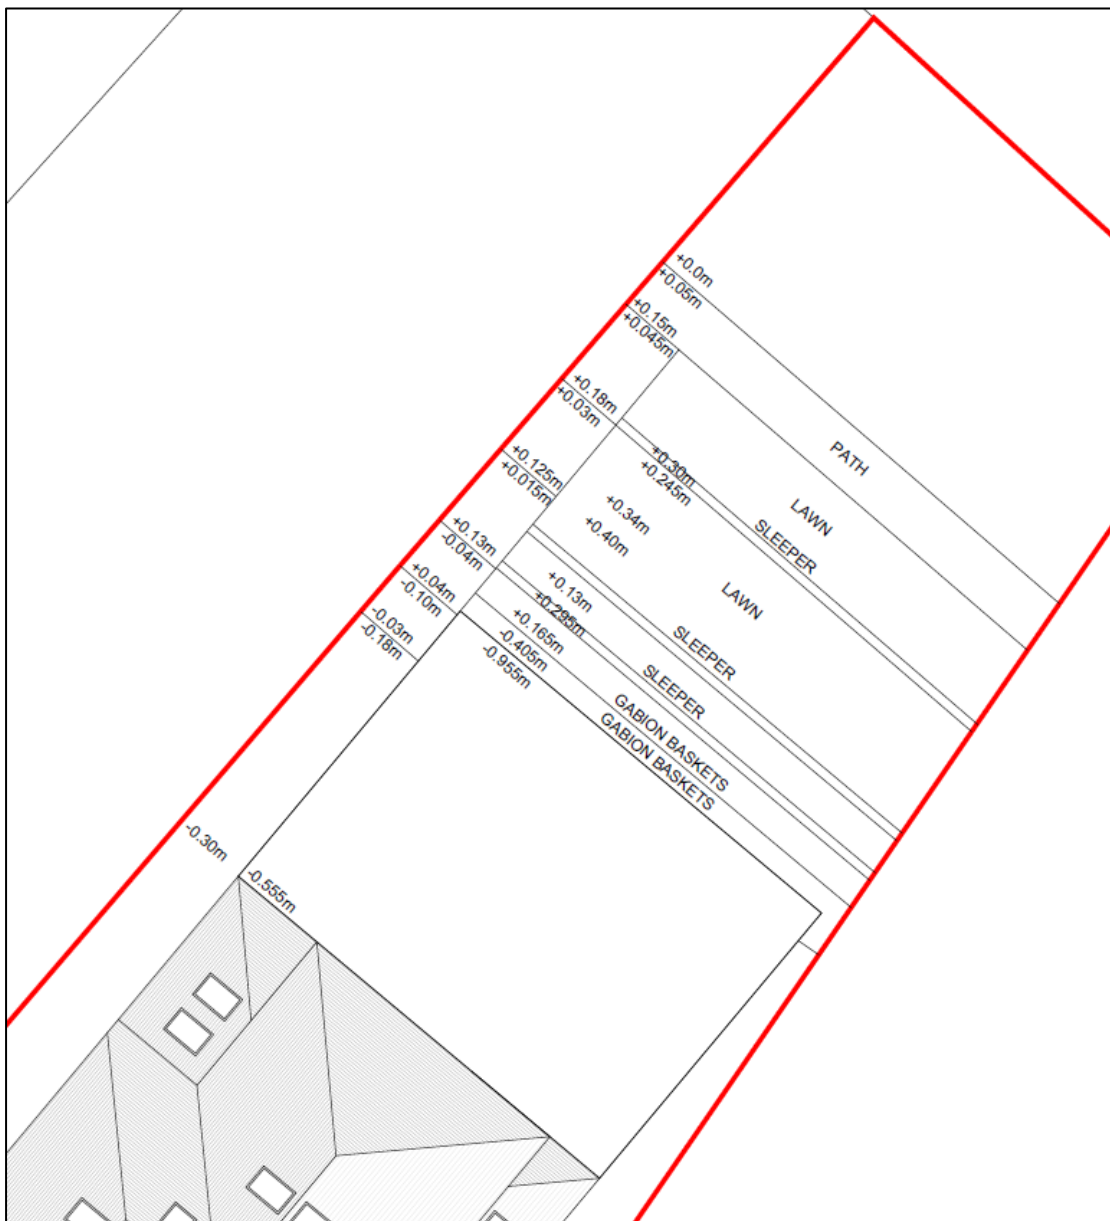 +0.0m
+0.05m
+0.15m
+0.045m
+0.18m
+0.03m
PATH
+0.30m
+0.245m
+0.125m
+0.015m
LAWN
+0.34m
+0.40m
SLEEPER
+0.13m
-0.04m
+0.04m
-0.10m
+0.13m
+0.295m
LAWN
-0.03m
-0.18m
+0.165m
-0.405m
-0.955m
SLEEPER
SLEEPER
GABION BASKETS
GABION BASKETS
-0.30m
-0.555m